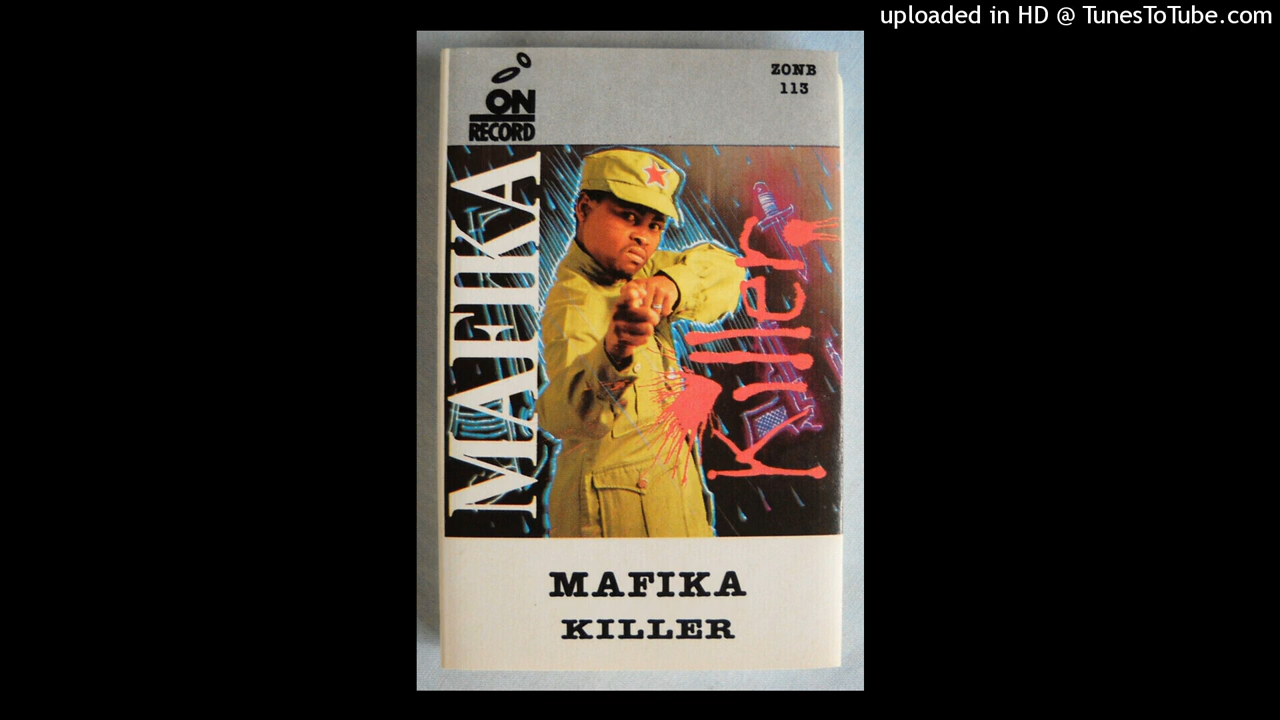 uploaded in HD @ TunesToTube.com
ON
RECORD
ZONB
113
MAFIKA
Killer
MAFIKA
KILLER